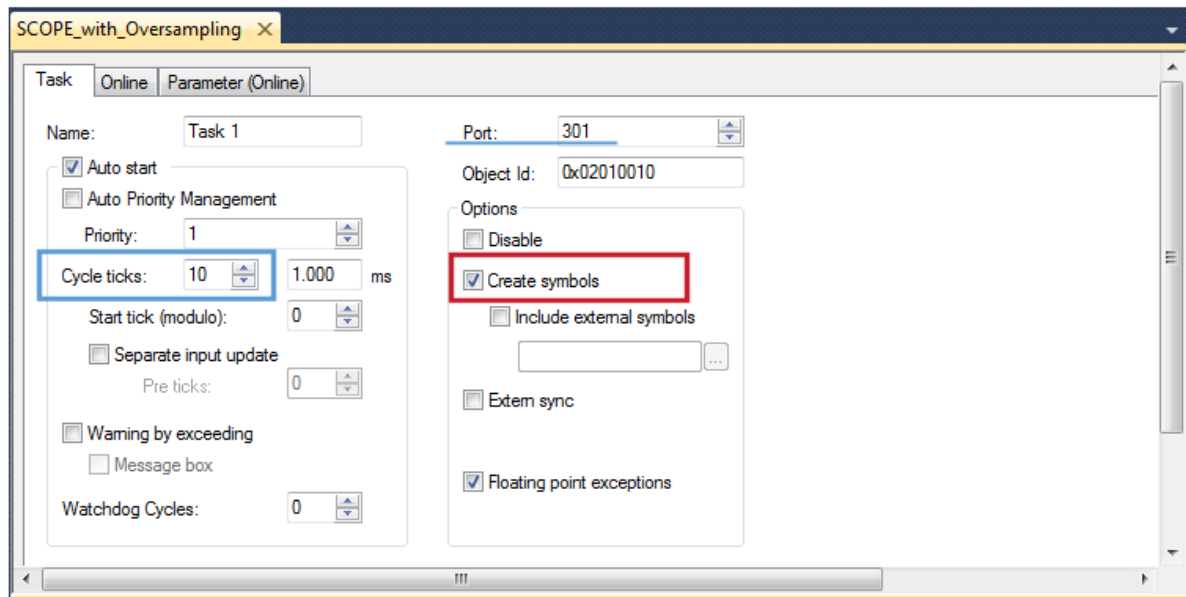 SCOPE_with_Oversampling
Task Online Parameter (Online)
Name: Task 1
Auto start
Auto Priority Management
Priority: 1
Cycle ticks: 10 1.000 ms
Start tick (modulo): 0
Separate input update
Pre ticks: 0
Warning by exceeding
Message box
Watchdog Cycles: 0
Port: 301
Object Id: 0x02010010
Options
Disable
Create symbols
Include external symbols
...
Extern sync
Floating point exceptions